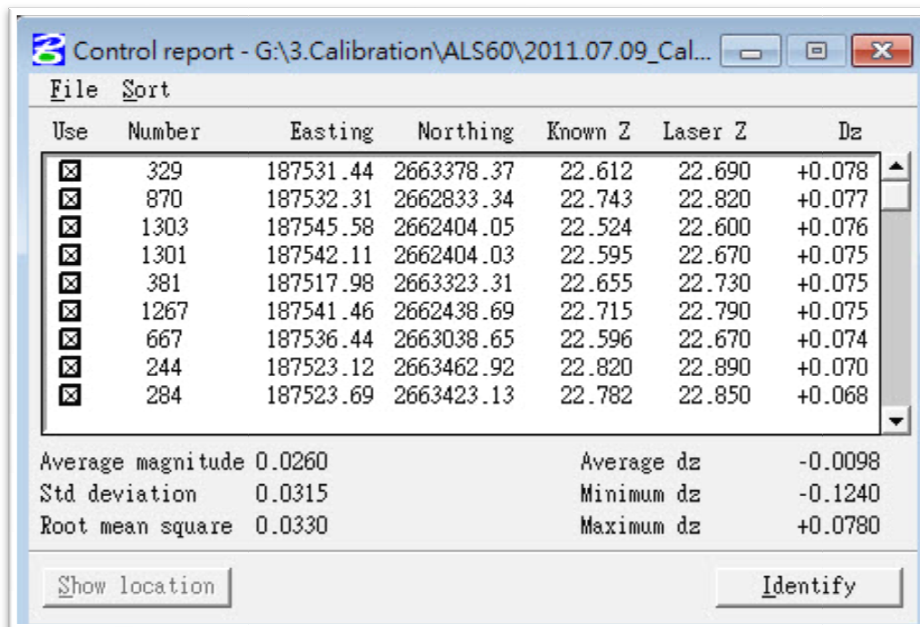 Control report - G:\3.Calibration\ALS60\2011.07.09_Cal...
File Sort
Use Number Easting Northing Known Z Laser Z Dz
329 187531.44 2663378.37 22.612 22.690 +0.078
870 187532.31 2662833.34 22.743 22.820 +0.077
1303 187545.58 2662404.05 22.524 22.600 +0.076
1301 187542.11 2662404.03 22.595 22.670 +0.075
381 187517.98 2663323.31 22.655 22.730 +0.075
1267 187541.46 2662438.69 22.715 22.790 +0.075
667 187536.44 2663038.65 22.596 22.670 +0.074
244 187523.12 2663462.92 22.820 22.890 +0.070
284 187523.69 2663423.13 22.782 22.850 +0.068
Average magnitude 0.0260 Average dz -0.0098
Std deviation 0.0315 Minimum dz -0.1240
Root mean square 0.0330 Maximum dz +0.0780
Show location Identify